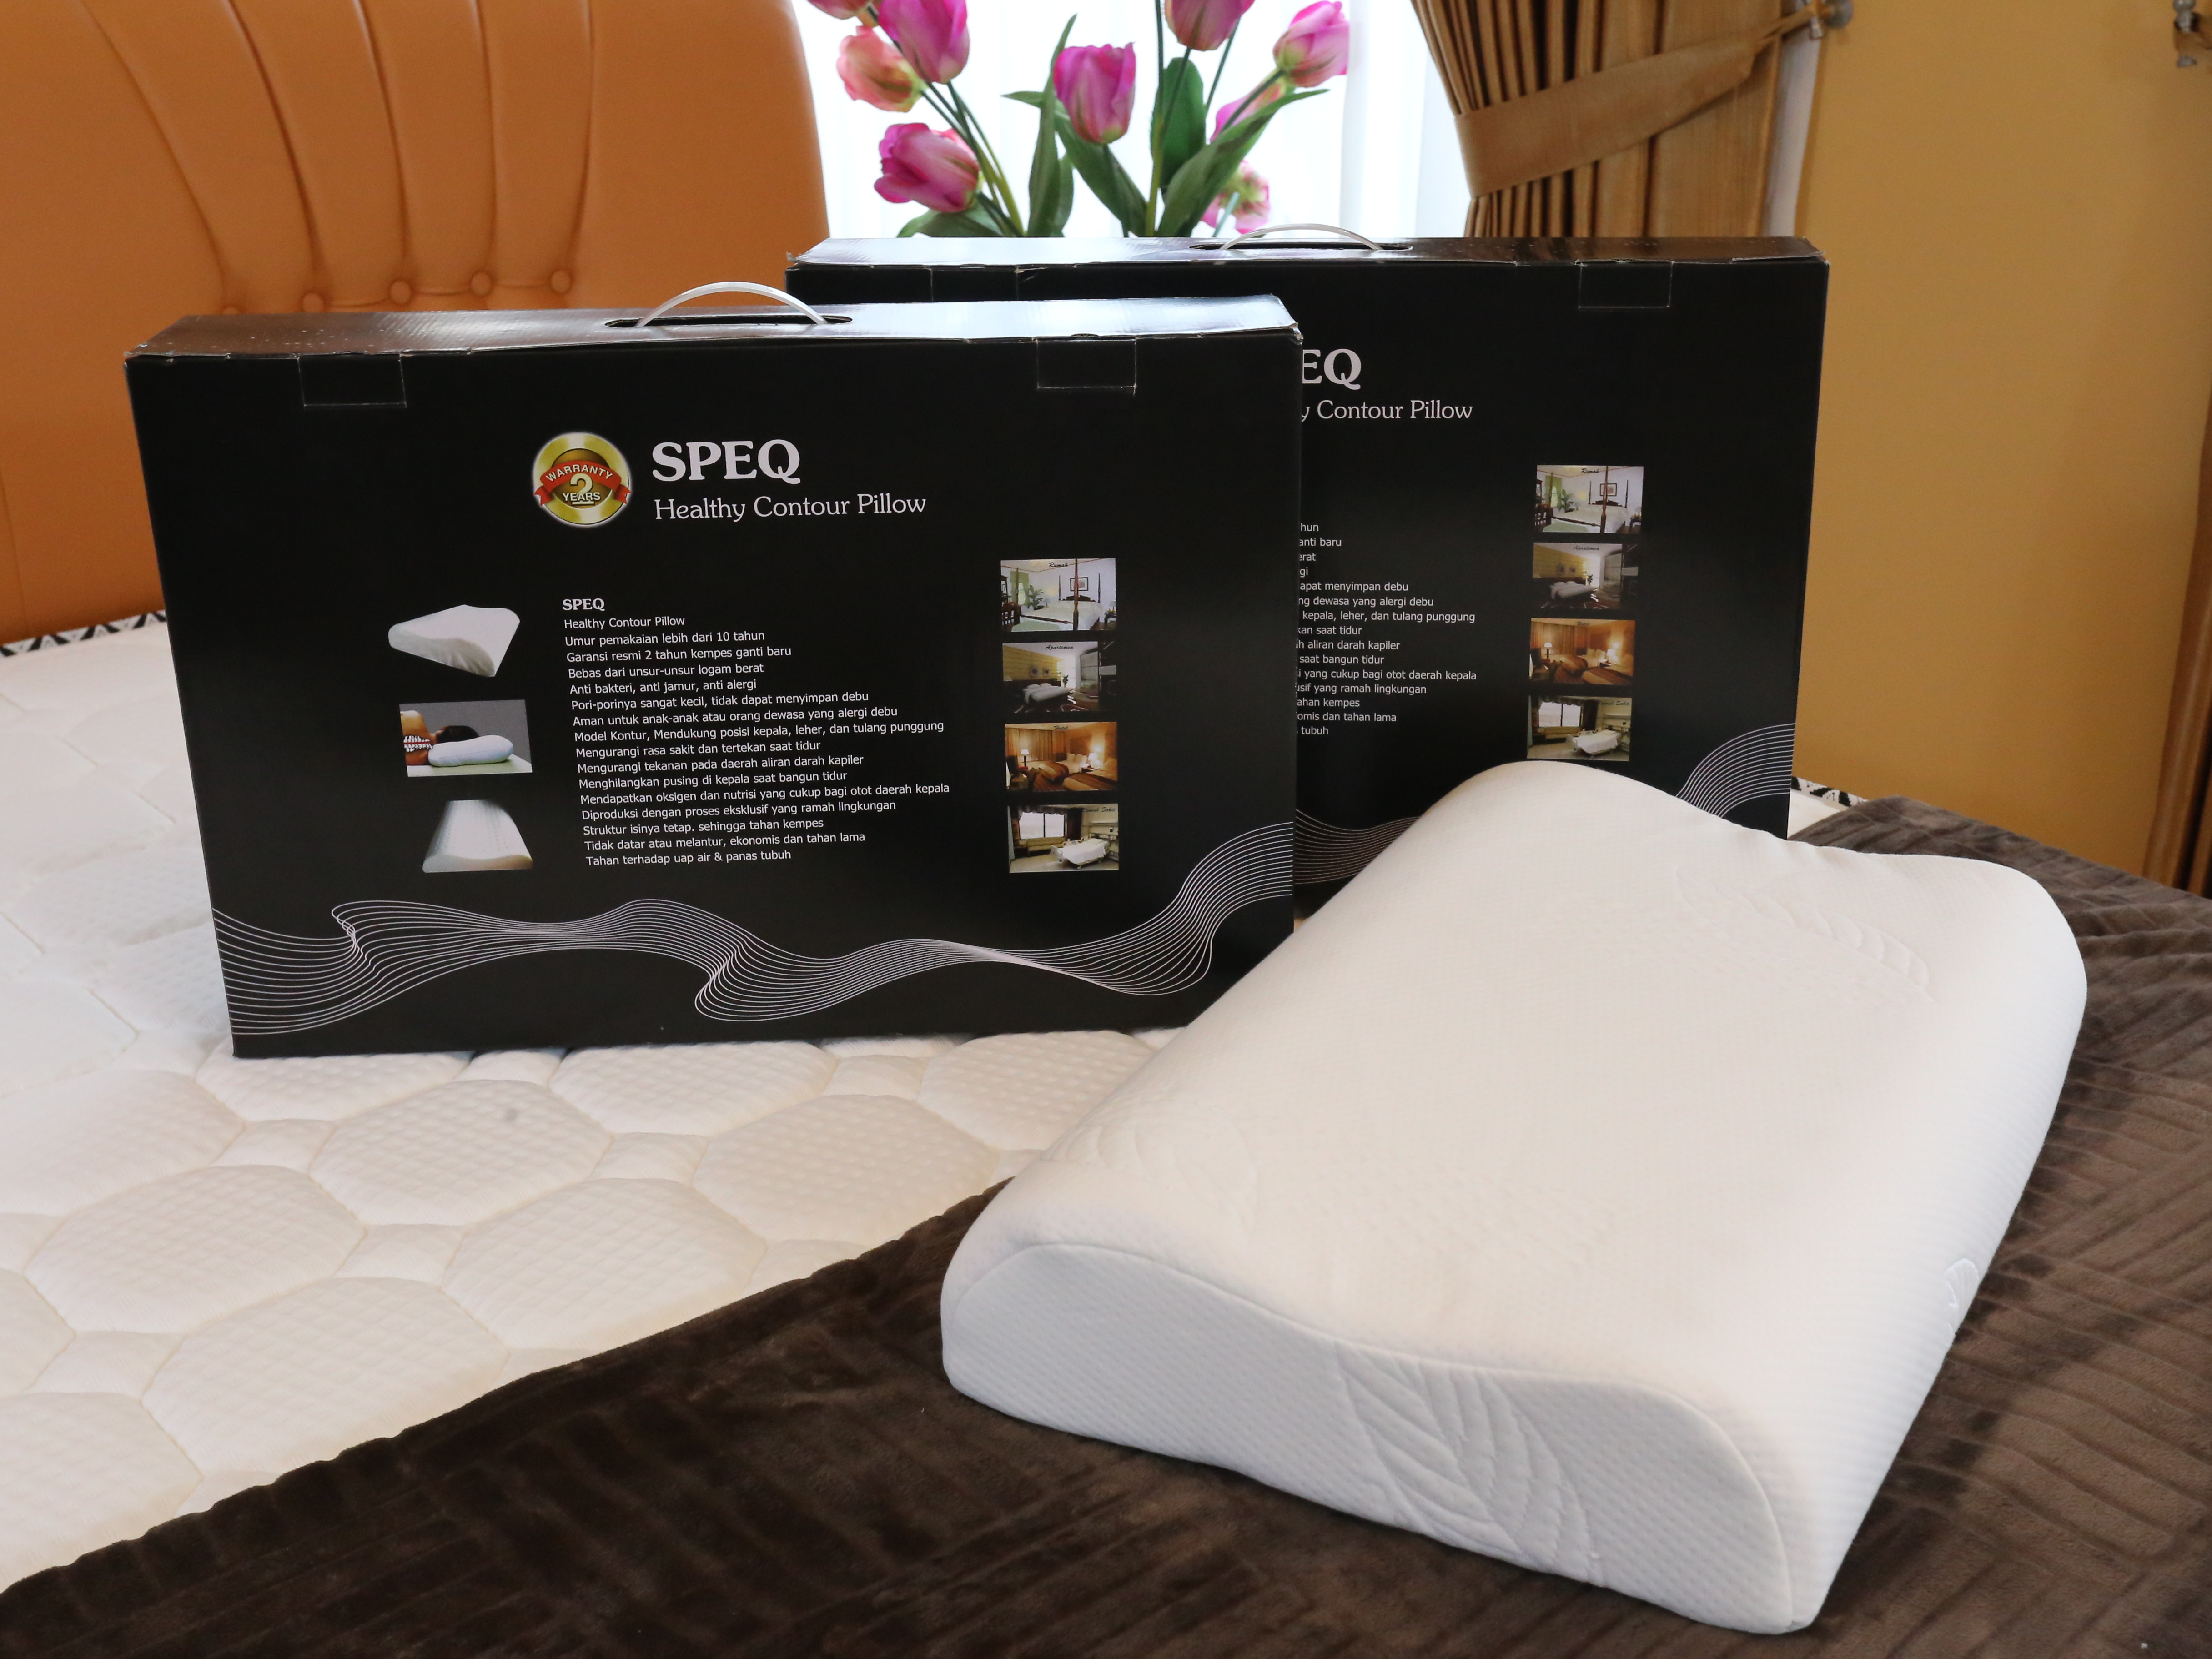 WARRANTY
2
YEARS
SPEQ
Healthy Contour Pillow
SPEQ
Healthy Contour Pillow
Umur pemakaian lebih dari 10 tahun
Garansi resmi 2 tahun kempes ganti baru
Bebas dari unsur-unsur logam berat
Anti bakteri, anti jamur, anti alergi
Pori-porinya sangat kecil, tidak dapat menyimpan debu
Aman untuk anak-anak atau orang dewasa yang alergi debu
Model Kontur, Mendukung posisi kepala, leher, dan tulang punggung
Mengurangi rasa sakit dan tertekan saat tidur
Mengurangi tekanan pada daerah aliran darah kapiler
Menghilangkan pusing di kepala saat bangun tidur
Mendapatkan oksigen dan nutrisi yang cukup bagi otot daerah kepala
Diproduksi dengan proses eksklusif yang ramah lingkungan
Struktur isinya tetap. sehingga tahan kempes
Tidak datar atau melantur, ekonomis dan tahan lama
Tahan terhadap uap air & panas tubuh
Rumah
Apartemen
Hotel
Rumah Sakit
EQ
y Contour Pillow
hun
anti baru
erat
gi
apat menyimpan debu
ng dewasa yang alergi debu
kepala, leher, dan tulang punggung
kan saat tidur
h aliran darah kapiler
saat bangun tidur
i yang cukup bagi otot daerah kepala
usif yang ramah lingkungan
ahan kempes
omis dan tahan lama
tubuh
Rumah
Apartemen